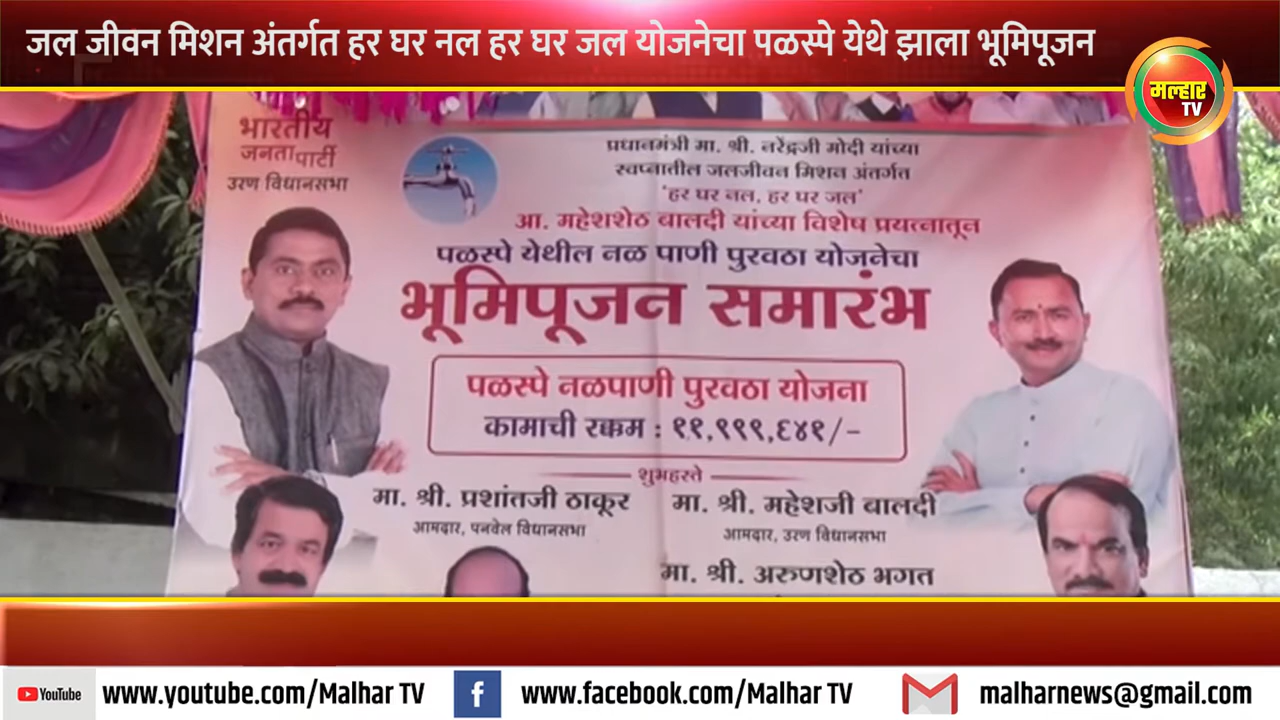 जल जीवन मिशन अंतर्गत हर घर नल हर घर जल योजनेचा पळस्पे येथे झाला भूमिपूजन
मल्हार
TV
भारतीय
जनता पार्टी
उरण विधानसभा
प्रधानमंत्री मा. श्री. नरेंद्रजी मोदी यांच्या
स्वप्नातील जलजीवन मिशन अंतर्गत
'हर घर नल, हर घर जल'
आ. महेशशेठ बालदी यांच्या विशेष प्रयत्नातून
पळस्पे येथील नळ पाणी पुरवठा योजनेचा
भूमिपूजन समारंभ
पळस्पे नळपाणी पुरवठा योजना
कामाची रक्कम : ११,९९९,६४१/-
शुभहस्ते
मा. श्री. प्रशांतजी ठाकूर
आमदार, पनवेल विधानसभा
मा. श्री. महेशजी बालदी
आमदार, उरण विधानसभा
मा. श्री. अरुणशेठ भगत
YouTube www.youtube.com/Malhar TV
www.facebook.com/Malhar TV
malharnews@gmail.com